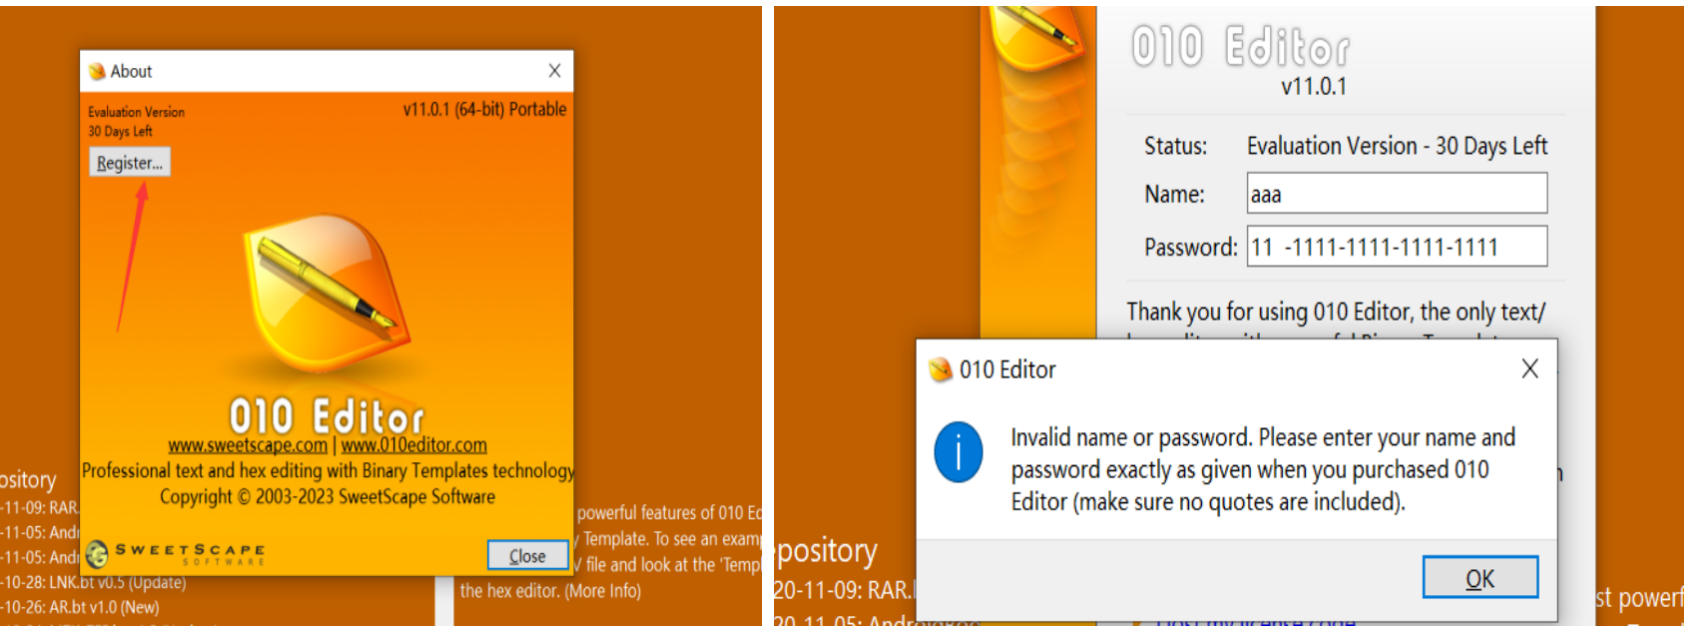 About
Evaluation Version
30 Days Left
v11.0.1 (64-bit) Portable
Register...
010 Editor
www.sweetscape.com | www.010editor.com
Professional text and hex editing with Binary Templates technology
Copyright © 2003-2023 SweetScape Software
SWEETSCAPE
SOFTWARE
Close
ository
-11-09: RAR.
-11-05: Andr
-11-05: Andr
-10-28: LNK.bt v0.5 (Update)
-10-26: AR.bt v1.0 (New)
powerful features of 010 Ed
Template. To see an examp
file and look at the 'Templ
the hex editor. (More Info)
010 Editor
v11.0.1
Status: Evaluation Version - 30 Days Left
Name: aaa
Password: 11 -1111-1111-1111-1111
Thank you for using 010 Editor, the only text/
010 Editor
Invalid name or password. Please enter your name and
password exactly as given when you purchased 010
Editor (make sure no quotes are included).
OK
pository
20-11-09: RAR.
st powerf